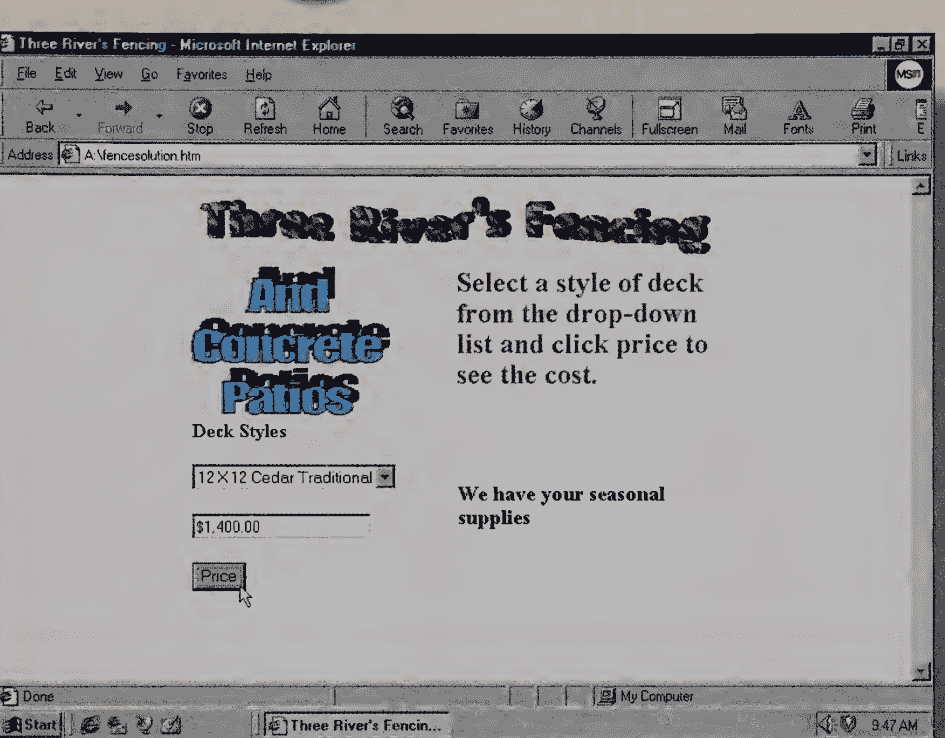 Three River's Fencing - Microsoft Internet Explorer
File Edit View Go Favorites Help
MSn
Back Forward Stop Refresh Home Search Favorites History Channels Fullscreen Mail Fonts Print E
Address A:\fencesolution.htm Links
Three River's Fencing
And
Concrete
Patios
Select a style of deck
from the drop-down
list and click price to
see the cost.
Deck Styles
12X12 Cedar Traditional
$1,400.00
Price
We have your seasonal
supplies
Done My Computer
Start Three River's Fencin... 9:47 AM